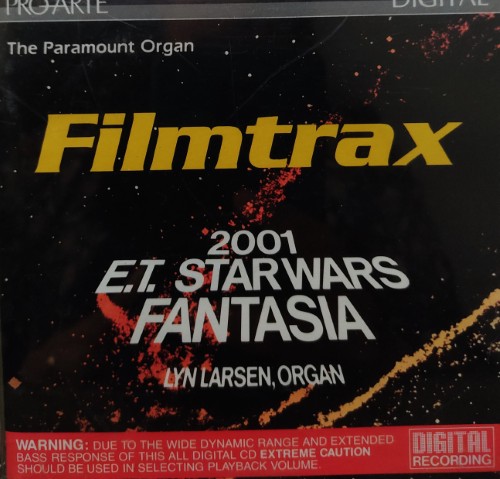 PRO ARTE
DIGITAL
The Paramount Organ
Filmtrax
2001
E.T. STAR WARS
FANTASIA
LYN LARSEN, ORGAN
WARNING: DUE TO THE WIDE DYNAMIC RANGE AND EXTENDED
BASS RESPONSE OF THIS ALL DIGITAL CD EXTREME CAUTION
SHOULD BE USED IN SELECTING PLAYBACK VOLUME.
DIGITAL
RECORDING